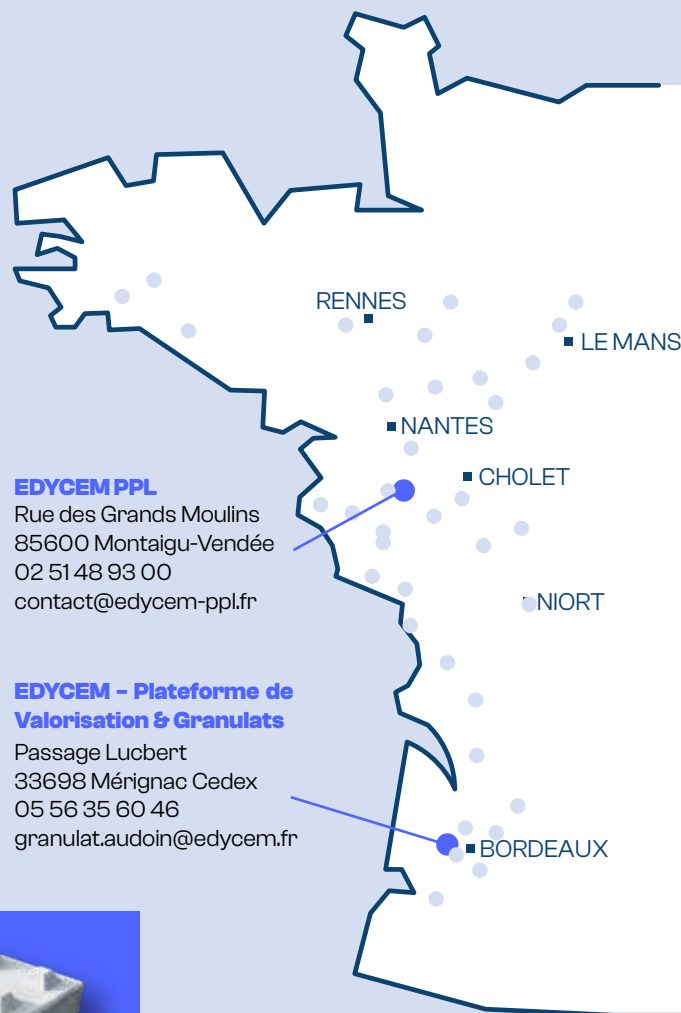 RENNES
LE MANS
NANTES
CHOLET
EDYCEM PPL
Rue des Grands Moulins
85600 Montaigu-Vendée
02 51 48 93 00
contact@edycem-ppl.fr
NIORT
EDYCEM - Plateforme de
Valorisation & Granulats
Passage Lucbert
33698 Mérignac Cedex
05 56 35 60 46
granulat.audoin@edycem.fr
BORDEAUX